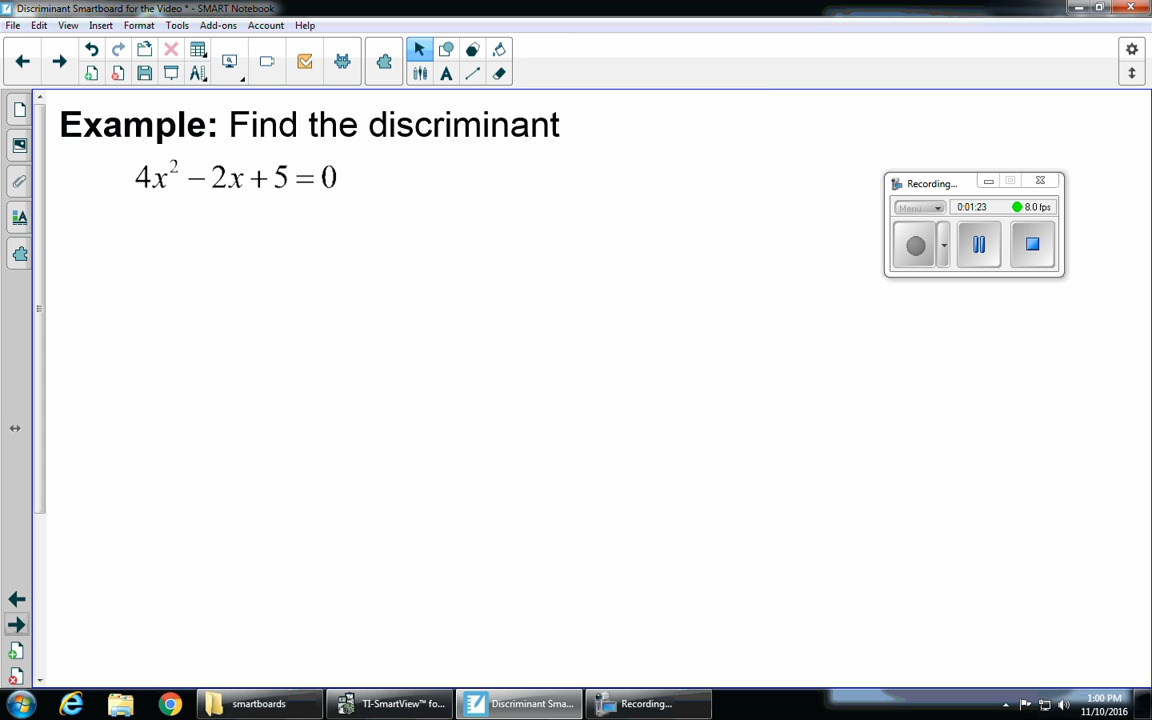 Discriminant Smartboard for the Video * - SMART Notebook
File Edit View Insert Format Tools Add-ons Account Help
Example: Find the discriminant
4x² − 2x + 5 = 0
Recording...
Menu 0:01:23 8.0 fps
smartboards TI-SmartView™ fo... Discriminant Sma... Recording...
1:00 PM
11/10/2016